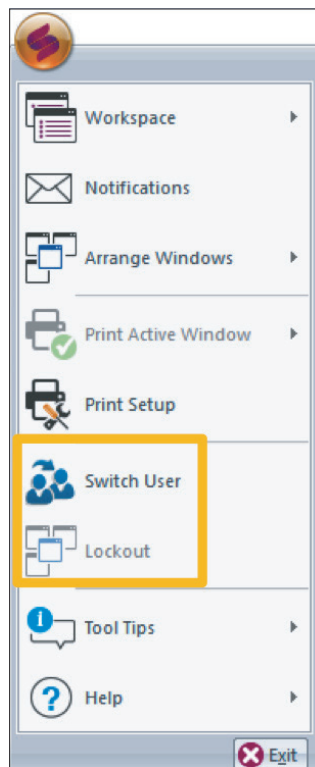 Workspace
Notifications
Arrange Windows
Print Active Window
Print Setup
Switch User
Lockout
Tool Tips
Help
Exit